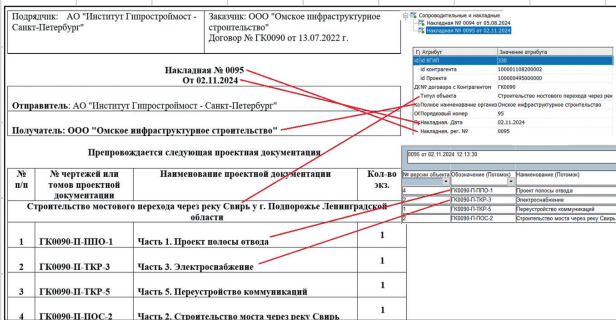 Подрядчик: АО "Институт Гипростроймост -
Санкт-Петербург"
Заказчик: ООО "Омское инфраструктурное
строительство"
Договор № ГК0090 от 13.07.2022 г.
Накладная № 0095
От 02.11.2024
Отправитель: АО "Институт Гипростроймост - Санкт-Петербург"
Получатель: ООО "Омское инфраструктурное строительство"
Препровождается следующая проектная документация
№
п/п
№ чертежей или
томов проектной
документации
Наименование проектной документации
Кол-во
экз.
Строительство мостового перехода через реку Свирь у г. Подпорожье Ленинградской
области
1
1 ГК0090-П-ППО-1 Часть 1. Проект полосы отвода
1
2 ГК0090-П-ТКР-3 Часть 3. Электроснабжение
1
3 ГК0090-П-ТКР-5 Часть 5. Переустройство коммуникаций
1
4 ГК0090-П-ПОС-2 Часть 2. Строительство моста через реку Свирь
1
Сопроводительные и накладные
Накладная № 0094 от 05.08.2024
Накладная № 0095 от 02.11.2024
Атрибут Значение атрибута
id КГИП 330
id контрагента
id Проекта 100000495000000
№ договора с Контрагентом ГК0090
Титул объекта Строительство мостового перехода через рек
Полное наименование органи Омское инфраструктурное строительство
Порядковый номер 95
Накладная. Дата 02.11.2024
Накладная. рег. № 0095
0095 от 02.11.2024 12:13:30
№ версии объекта Обозначение (Потомок) Наименование (Потомок)
4 ГК0090-П-ППО-1 Проект полосы отвода
ГК0090-П-ТКР-3 Электроснабжение
ГК0090-П-ТКР-5 Переустройство коммуникаций
ГК0090-П-ПОС-2 Строительство моста через реку Свирь